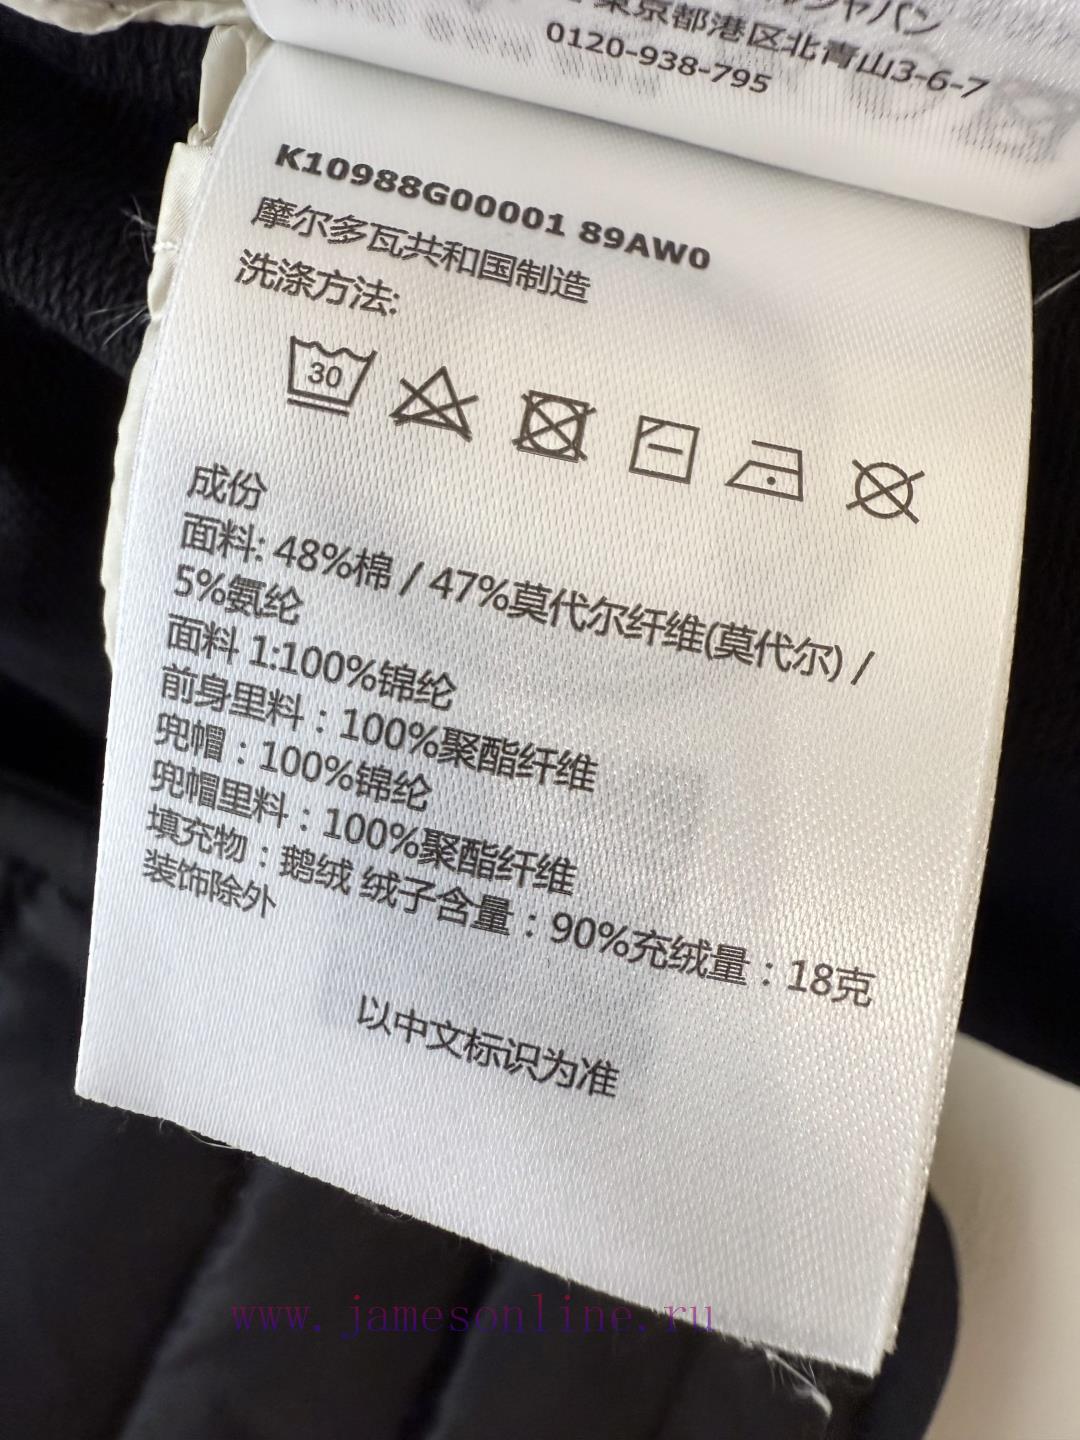 東京都港区北青山3-6-7
0120-938-795
K10988G00001 89AW0
摩尔多瓦共和国制造
洗涤方法:
30
成份
面料: 48%棉 / 47%莫代尔纤维(莫代尔) /
5%氨纶
面料 1:100%锦纶
前身里料：100%聚酯纤维
兜帽：100%锦纶
兜帽里料：100%聚酯纤维
填充物：鹅绒 绒子含量：90%充绒量：18克
装饰除外
以中文标识为准
www.jamesonline.ru